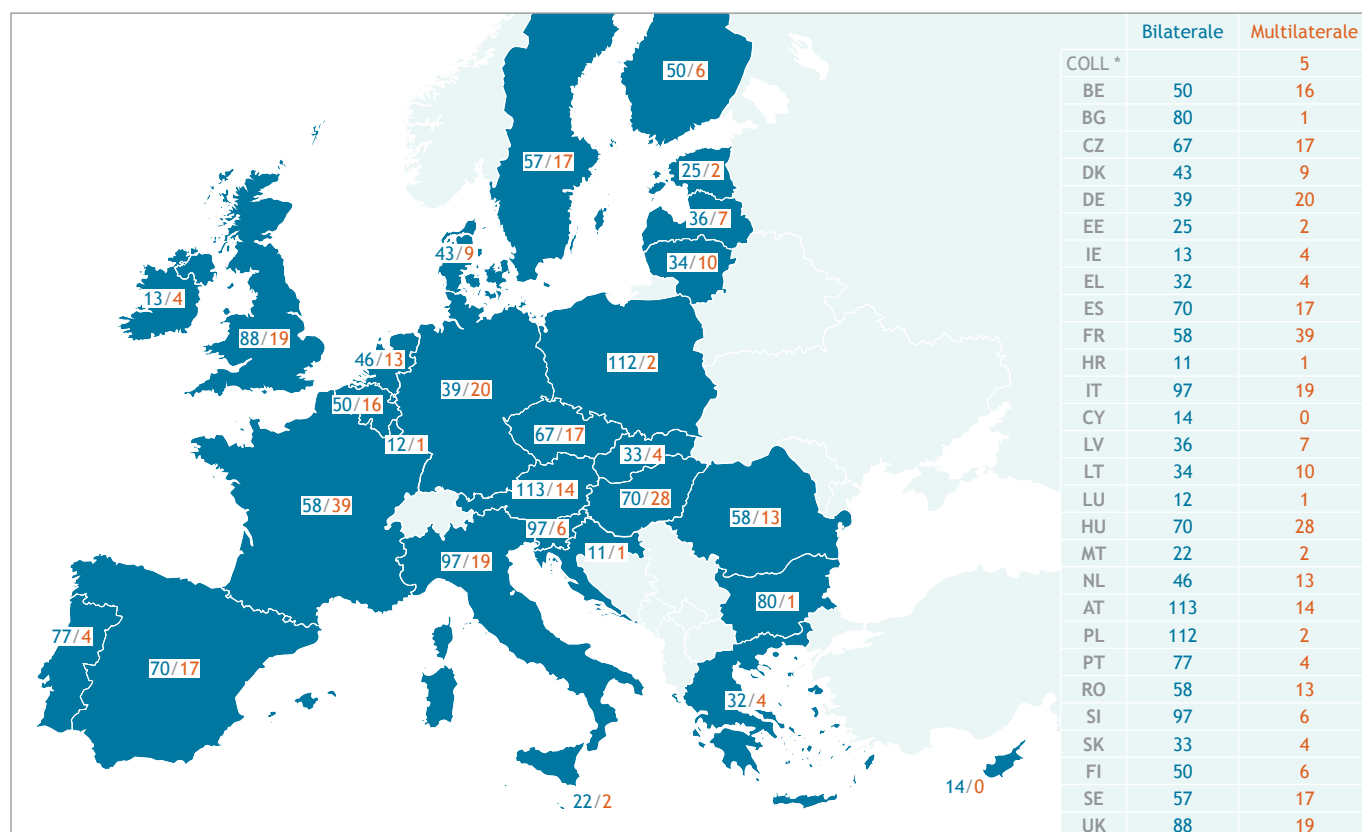 50/6
57/17
25/2
36/7
43/9
34/10
13/4
88/19
46/13
112/2
39/20
50/16
67/17
12/1
33/4
113/14
70/28
58/39
58/13
97/6
11/1
97/19
80/1
77/4
70/17
32/4
14/0
22/2
Bilaterale Multilaterale
COLL * 5
BE 50 16
BG 80 1
CZ 67 17
DK 43 9
DE 39 20
EE 25 2
IE 13 4
EL 32 4
ES 70 17
FR 58 39
HR 11 1
IT 97 19
CY 14 0
LV 36 7
LT 34 10
LU 12 1
HU 70 28
MT 22 2
NL 46 13
AT 113 14
PL 112 2
PT 77 4
RO 58 13
SI 97 6
SK 33 4
FI 50 6
SE 57 17
UK 88 19